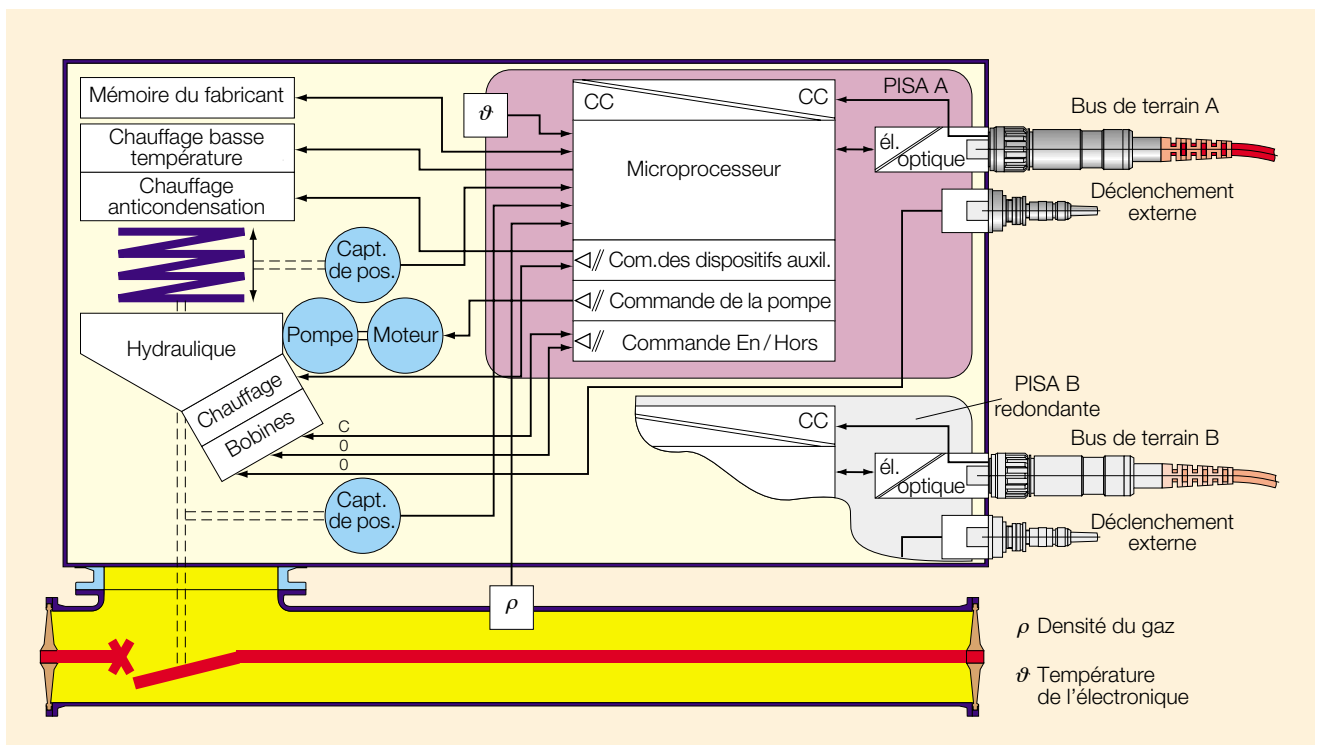 Mémoire du fabricant
Chauffage basse
température
Chauffage
anticondensation
ϑ
CC
CC
PISA A
Microprocesseur
él.
optique
Bus de terrain A
Déclenchement
externe
Capt.
de pos.
Com.des dispositifs auxil.
Commande de la pompe
Commande En/Hors
Hydraulique
Pompe
Moteur
Chauffage
Bobines
C
0
0
Capt.
de pos.
PISA B
redondante
CC
él.
optique
Bus de terrain B
Déclenchement
externe
ρ
ρ Densité du gaz
ϑ Température
de l'électronique